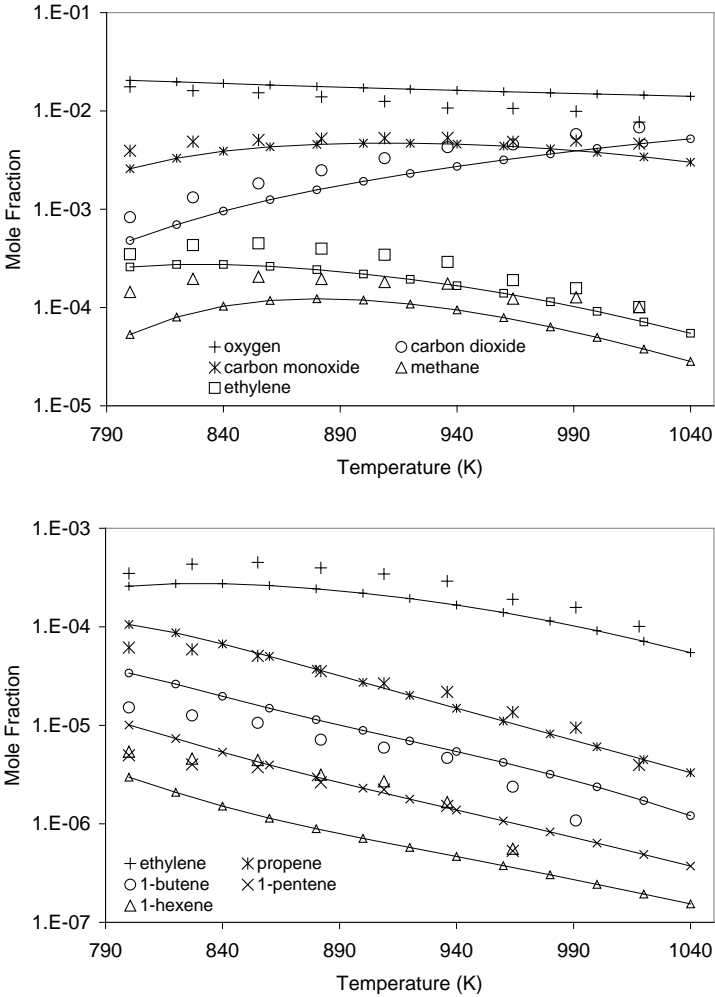 1.E-01
1.E-02
1.E-03
1.E-04
1.E-05
Mole Fraction
oxygen
carbon dioxide
carbon monoxide
methane
ethylene
790
840
890
940
990
1040
Temperature (K)
1.E-03
1.E-04
1.E-05
1.E-06
1.E-07
Mole Fraction
ethylene
propene
1-butene
1-pentene
1-hexene
790
840
890
940
990
1040
Temperature (K)